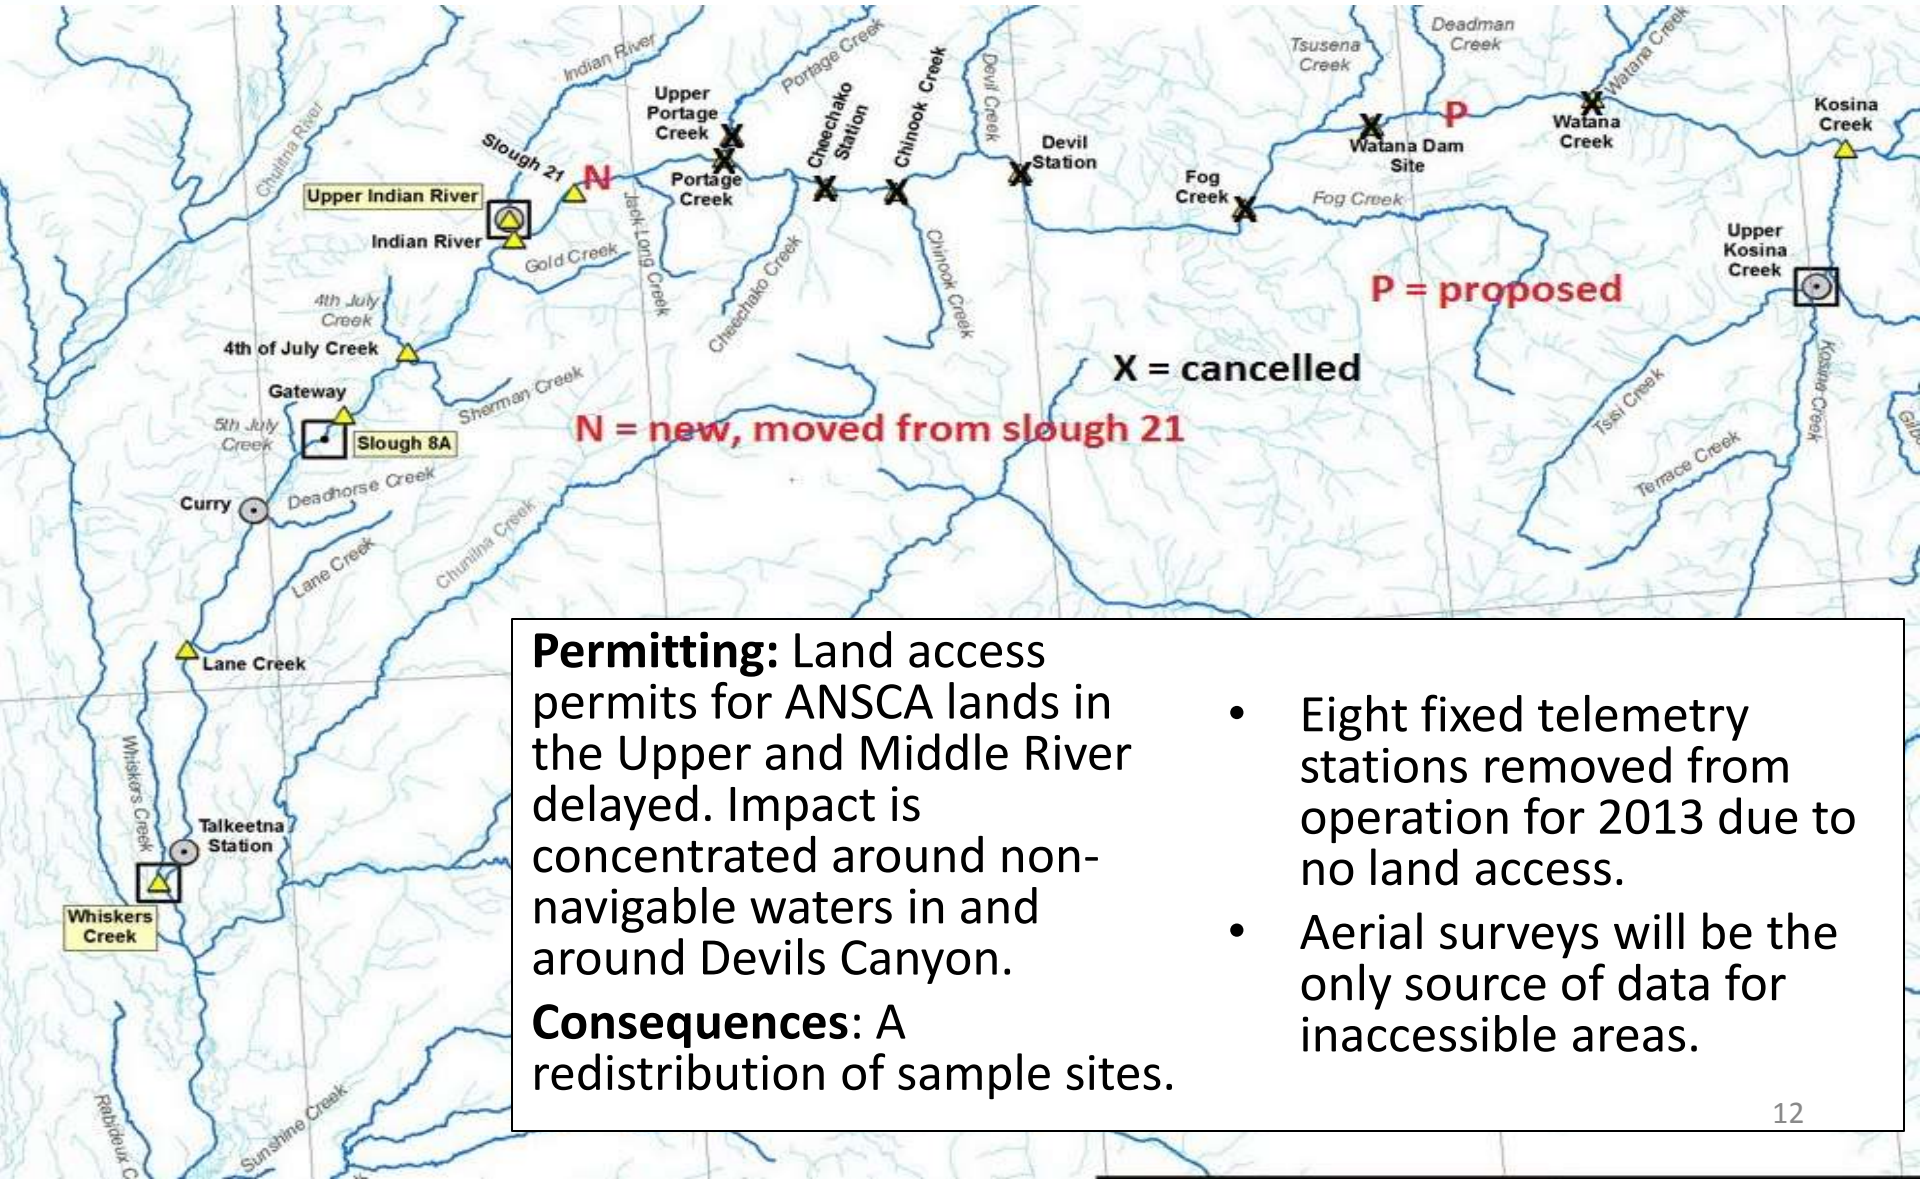 Deadman
Creek
Tsusena
Creek
Watana Creek
Indian River
Portage Creek
Chulitna River
Upper
Portage
Creek
Cheechako
Station
Chinook Creek
Devil Creek
P
Kosina
Creek
Watana
Creek
Slough 21
N
Devil
Station
Watana Dam
Site
Upper Indian River
Portage
Creek
Fog
Creek
Fog Creek
Indian River
Gold Creek
Jack Long Creek
Cheechako Creek
Chinook Creek
Upper
Kosina
Creek
P = proposed
4th July
Creek
4th of July Creek
X = cancelled
Gateway
Sherman Creek
5th July
Creek
Slough 8A
N = new, moved from slough 21
Tsisi Creek
Kosina Creek
Terrace Creek
Curry
Deadhorse Creek
Chunilna Creek
Lane Creek
Lane Creek
Whiskers Creek
Talkeetna
Station
Whiskers
Creek
Rabideux C
Sunshine Creek
X
X
X
X
X
X
X
X
Permitting: Land access
permits for ANSCA lands in
the Upper and Middle River
delayed. Impact is
concentrated around non-
navigable waters in and
around Devils Canyon.
Consequences: A
redistribution of sample sites.
• Eight fixed telemetry
stations removed from
operation for 2013 due to
no land access.
• Aerial surveys will be the
only source of data for
inaccessible areas.
12